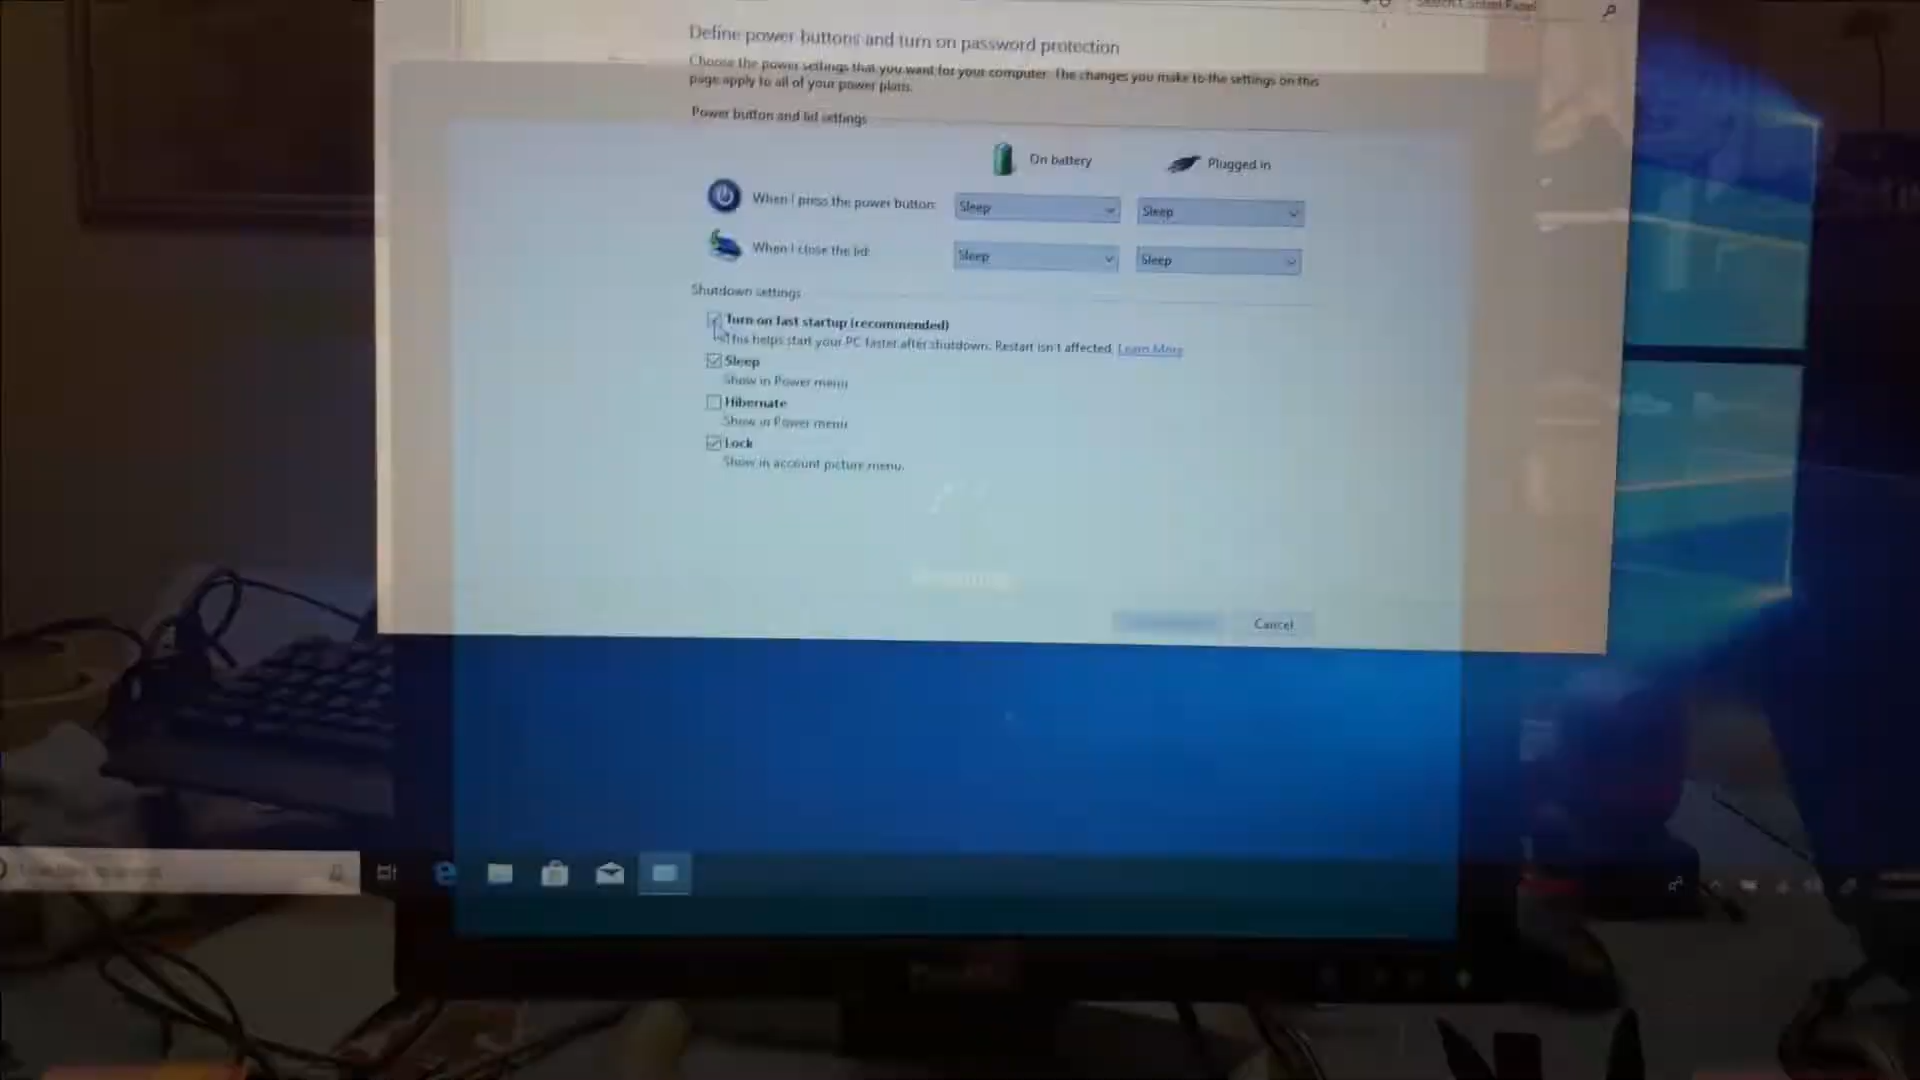 Search Control Panel
Define power buttons and turn on password protection
Choose the power settings that you want for your computer. The changes you make to the settings on this
page apply to all of your power plans.
Power button and lid settings
On battery
Plugged in
When I press the power button:
Sleep
Sleep
When I close the lid:
Sleep
Sleep
Shutdown settings
Turn on fast startup (recommended)
This helps start your PC faster after shutdown. Restart isn't affected. Learn More
Sleep
Show in Power menu.
Hibernate
Show in Power menu.
Lock
Show in account picture menu.
Cancel